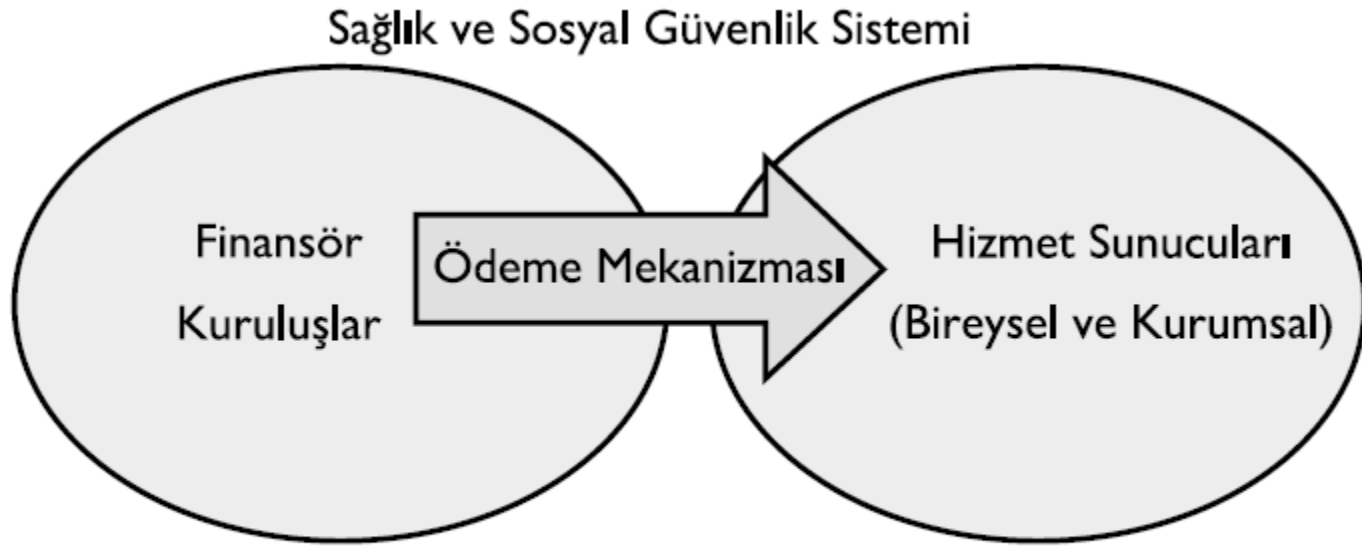 Sağlık ve Sosyal Güvenlik Sistemi
Finansör
Kuruluşlar
Ödeme Mekanizması
Hizmet Sunucuları
(Bireysel ve Kurumsal)